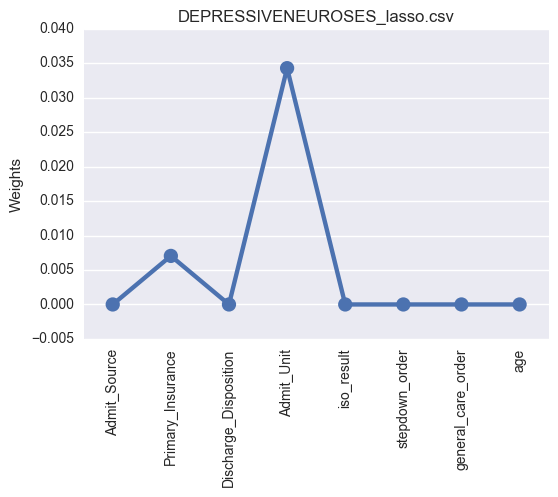 DEPRESSIVENEUROSES_lasso.csv
0.040
0.035
0.030
0.025
0.020
0.015
0.010
0.005
0.000
−0.005
Weights
Admit_Source
Primary_Insurance
Discharge_Disposition
Admit_Unit
iso_result
stepdown_order
general_care_order
age